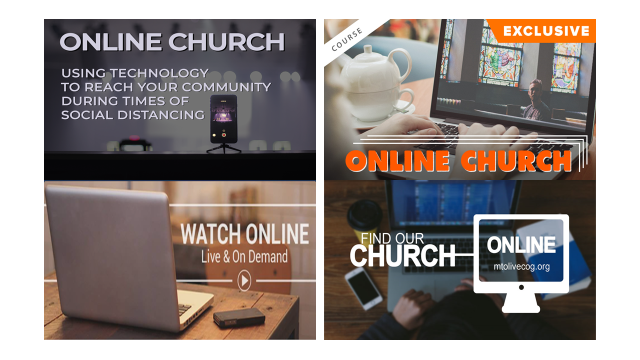 ONLINE CHURCH
USING TECHNOLOGY
TO REACH YOUR COMMUNITY
DURING TIMES OF
SOCIAL DISTANCING
COURSE
EXCLUSIVE
ONLINE CHURCH
WATCH ONLINE
Live & On Demand
FIND OUR
CHURCH
ONLINE
mtolivecog.org